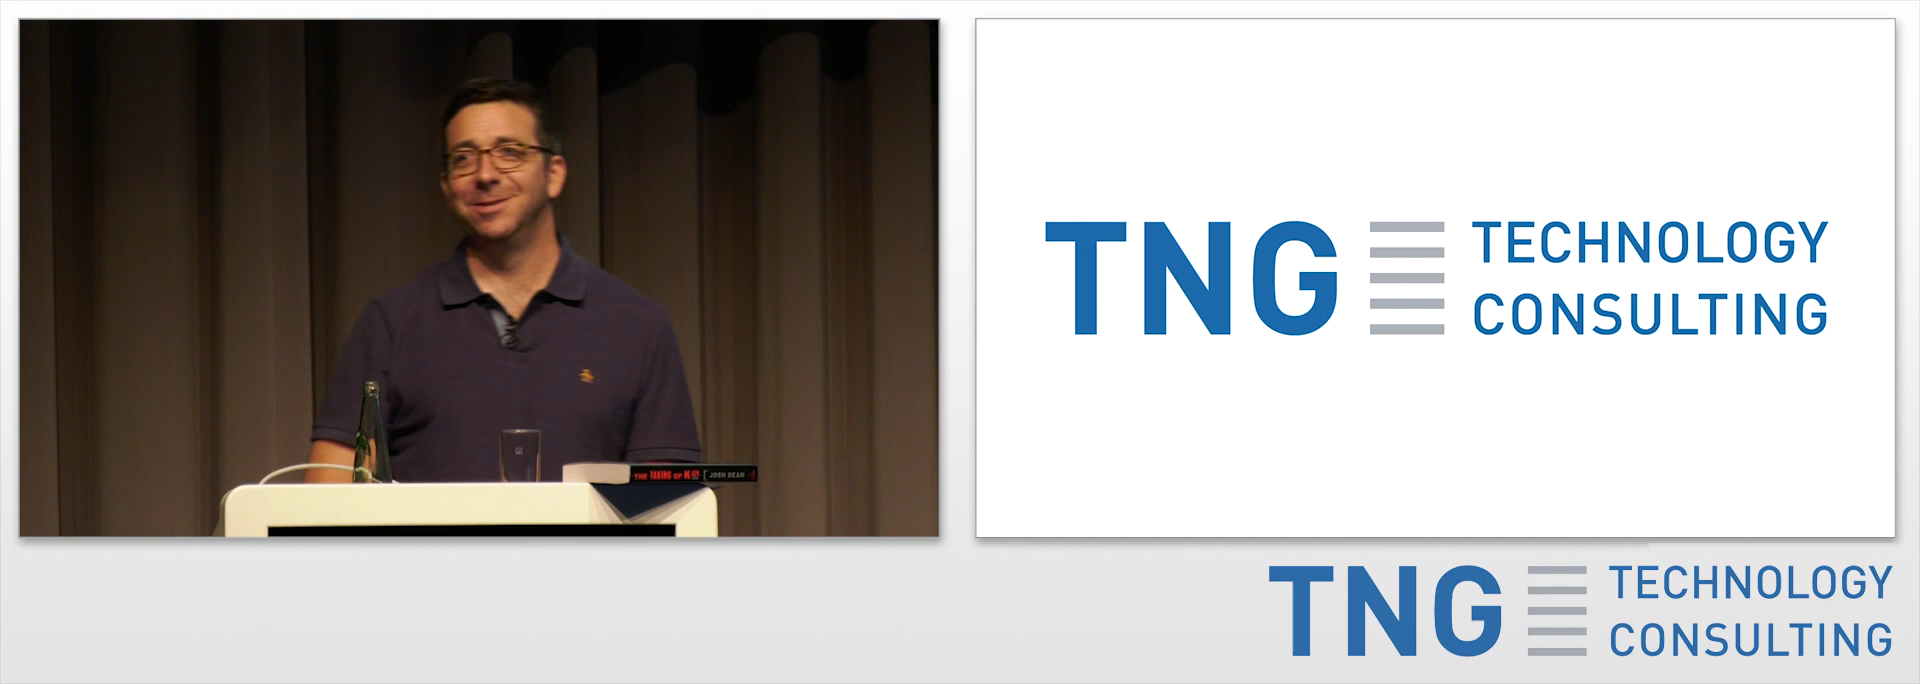 THE TAKING OF K-129 JOSH DEAN
TNG TECHNOLOGY
CONSULTING
TNG TECHNOLOGY
CONSULTING